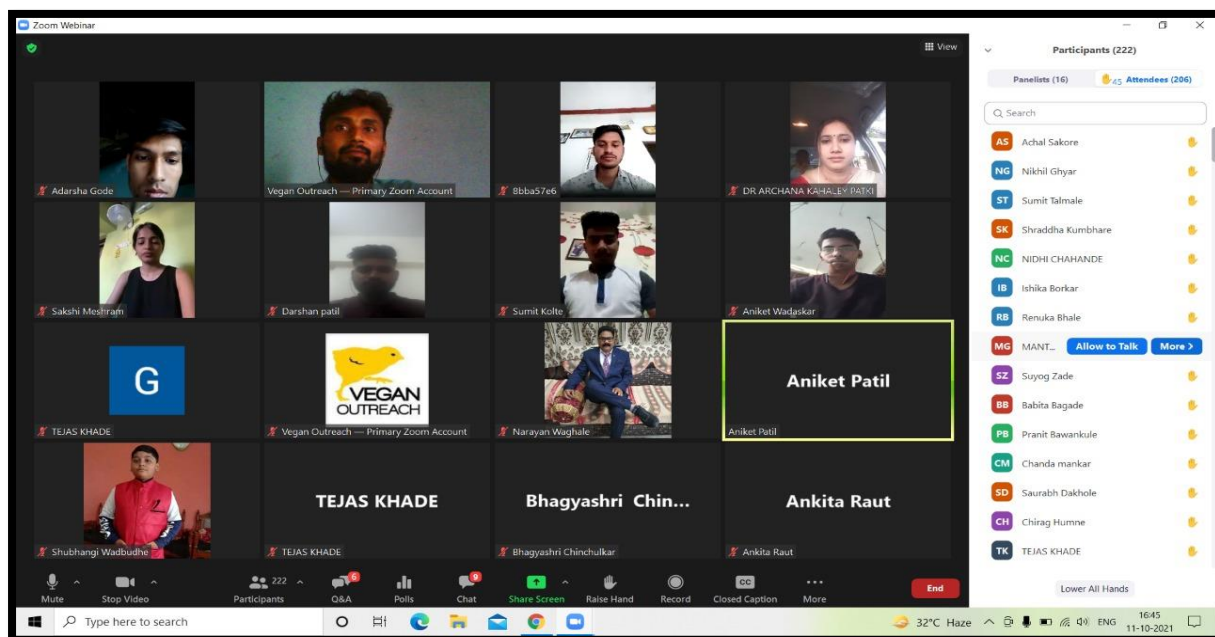 Zoom Webinar
View
Adarsha Gode
Vegan Outreach — Primary Zoom Account
8bba57e6
DR ARCHANA KAHALEY PATKI
Sakshi Meshram
Darshan patil
Sumit Kolte
Aniket Wadaskar
G
TEJAS KHADE
VEGAN
OUTREACH
Vegan Outreach — Primary Zoom Account
Narayan Waghale
Aniket Patil
Aniket Patil
Shubhangi Wadbudhe
TEJAS KHADE
TEJAS KHADE
Bhagyashri Chin...
Bhagyashri Chinchulkar
Ankita Raut
Ankita Raut
Mute
Stop Video
222
Participants
6
Q&A
Polls
9
Chat
Share Screen
Raise Hand
Record
CC
Closed Caption
More
End
Participants (222)
Panelists (16)
45 Attendees (206)
Search
AS Achal Sakore
NG Nikhil Ghyar
ST Sumit Talmale
SK Shraddha Kumbhare
NC NIDHI CHAHANDE
IB Ishika Borkar
RB Renuka Bhale
MG MANT... Allow to Talk More >
SZ Suyog Zade
BB Babita Bagade
PB Pranit Bawankule
CM Chanda mankar
SD Saurabh Dakhole
CH Chirag Humne
TK TEJAS KHADE
Lower All Hands
Type here to search
32°C Haze
ENG
16:45
11-10-2021